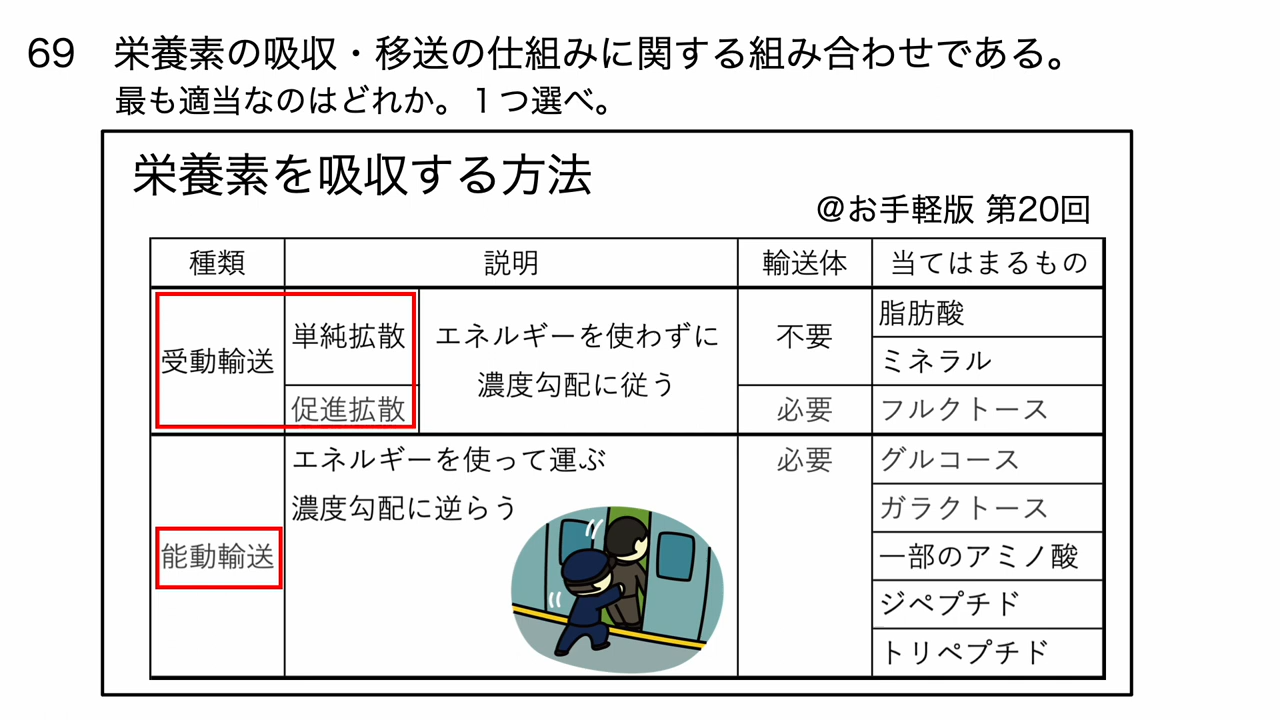 69 栄養素の吸収・移送の仕組みに関する組み合わせである。
最も適当なのはどれか。１つ選べ。
栄養素を吸収する方法
@お手軽版 第20回
種類 説明 輸送体 当てはまるもの
受動輸送 単純拡散 エネルギーを使わずに 不要 脂肪酸
濃度勾配に従う ミネラル
促進拡散 必要 フルクトース
エネルギーを使って運ぶ 必要 グルコース
濃度勾配に逆らう ガラクトース
能動輸送 一部のアミノ酸
ジペプチド
トリペプチド